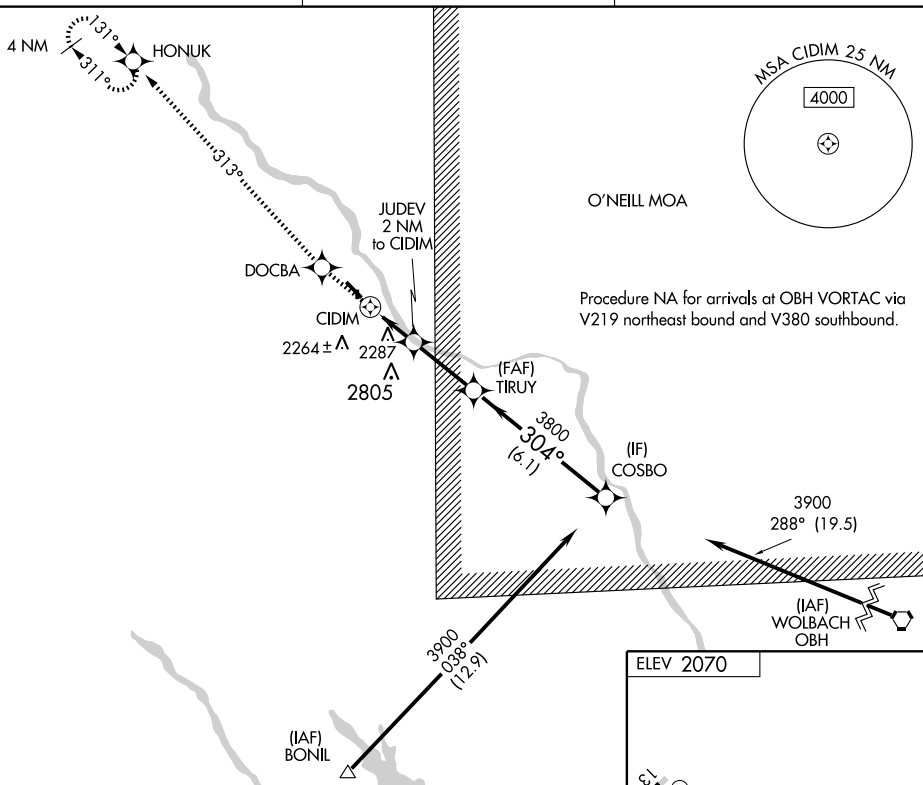 131°
4 NM
311°
HONUK
313°
MSA CIDIM 25 NM
4000
O'NEILL MOA
JUDEV
2 NM
to CIDIM
DOCBA
CIDIM
2264±
2287
2805
Procedure NA for arrivals at OBH VORTAC via
V219 northeast bound and V380 southbound.
(FAF)
TIRUY
3800
304°
(6.1)
(IF)
COSBO
3900
288° (19.5)
(IAF)
WOLBACH
OBH
3900
038°
(12.9)
(IAF)
BONIL
ELEV 2070
13